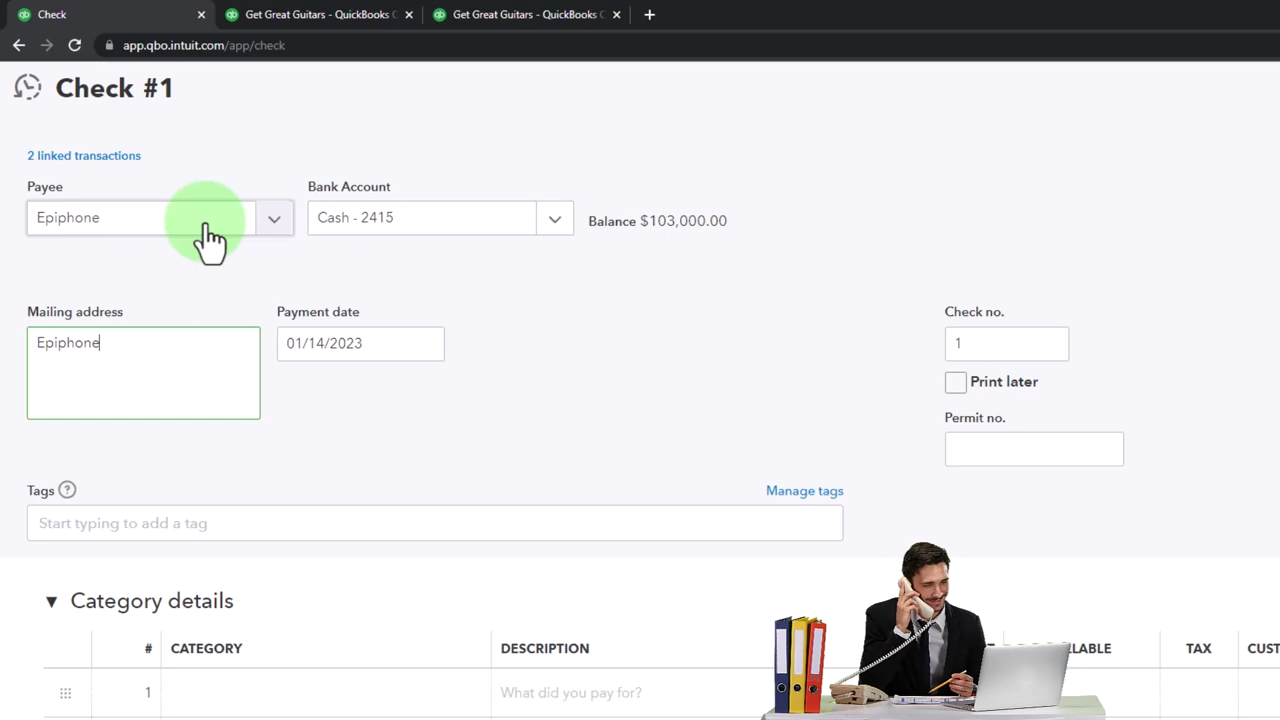 Check
Get Great Guitars - QuickBooks C
Get Great Guitars - QuickBooks C
app.qbo.intuit.com/app/check
Check #1
2 linked transactions
Payee
Bank Account
Epiphone
Cash - 2415
Balance $103,000.00
Mailing address
Payment date
Check no.
Epiphone
01/14/2023
1
Print later
Permit no.
Tags ?
Manage tags
Start typing to add a tag
Category details
# CATEGORY DESCRIPTION LABLE TAX CUST
1 What did you pay for?